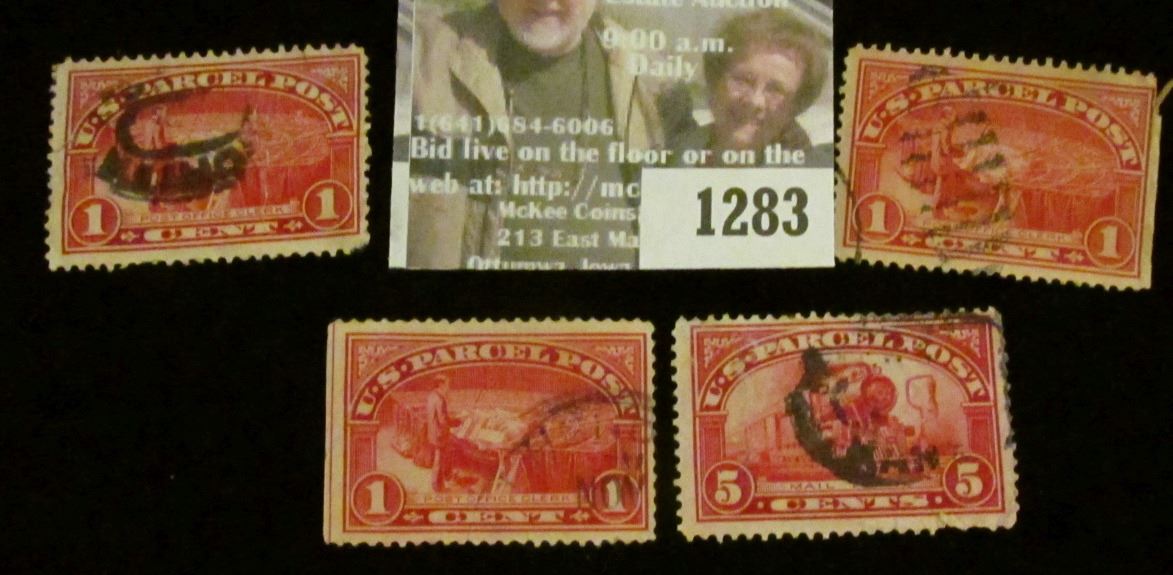 U.S. PARCEL POST
1 1
POST OFFICE CLERK
CENT
Estate Auction
9:00 a.m.
Daily
1(641)684-6006
Bid live on the floor or on the
web at: http://mc
McKee Coins
213 East Ma
Ottumwa, Iowa
1283
U.S. PARCEL POST
1 1
CENT
U.S. PARCEL POST
1 1
POST OFFICE CLERK
CENT
U.S. PARCEL POST
5 5
MAIL
CENTS